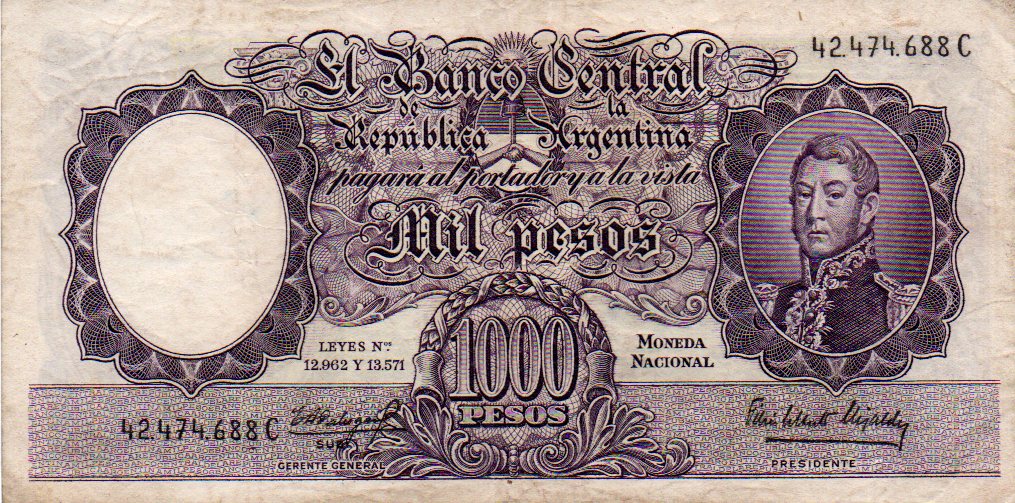 42.474.688 C
El Banco Central
de la
República Argentina
pagará al portador y a la vista
Mil pesos
1000
PESOS
LEYES Nos.
12.962 Y 13.571
MONEDA
NACIONAL
42.474.688 C
SUB
GERENTE GENERAL
PRESIDENTE